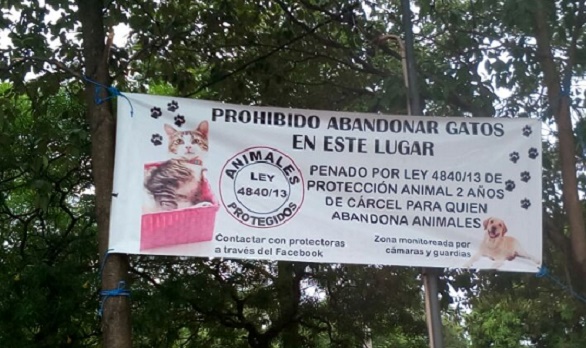 PROHIBIDO ABANDONAR GATOS
EN ESTE LUGAR
ANIMALES
LEY
4840/13
PROTEGIDOS
PENADO POR LEY 4840/13 DE
PROTECCIÓN ANIMAL 2 AÑOS
DE CÁRCEL PARA QUIEN
ABANDONA ANIMALES
Contactar con protectoras
a través del Facebook
Zona monitoreada por
cámaras y guardias